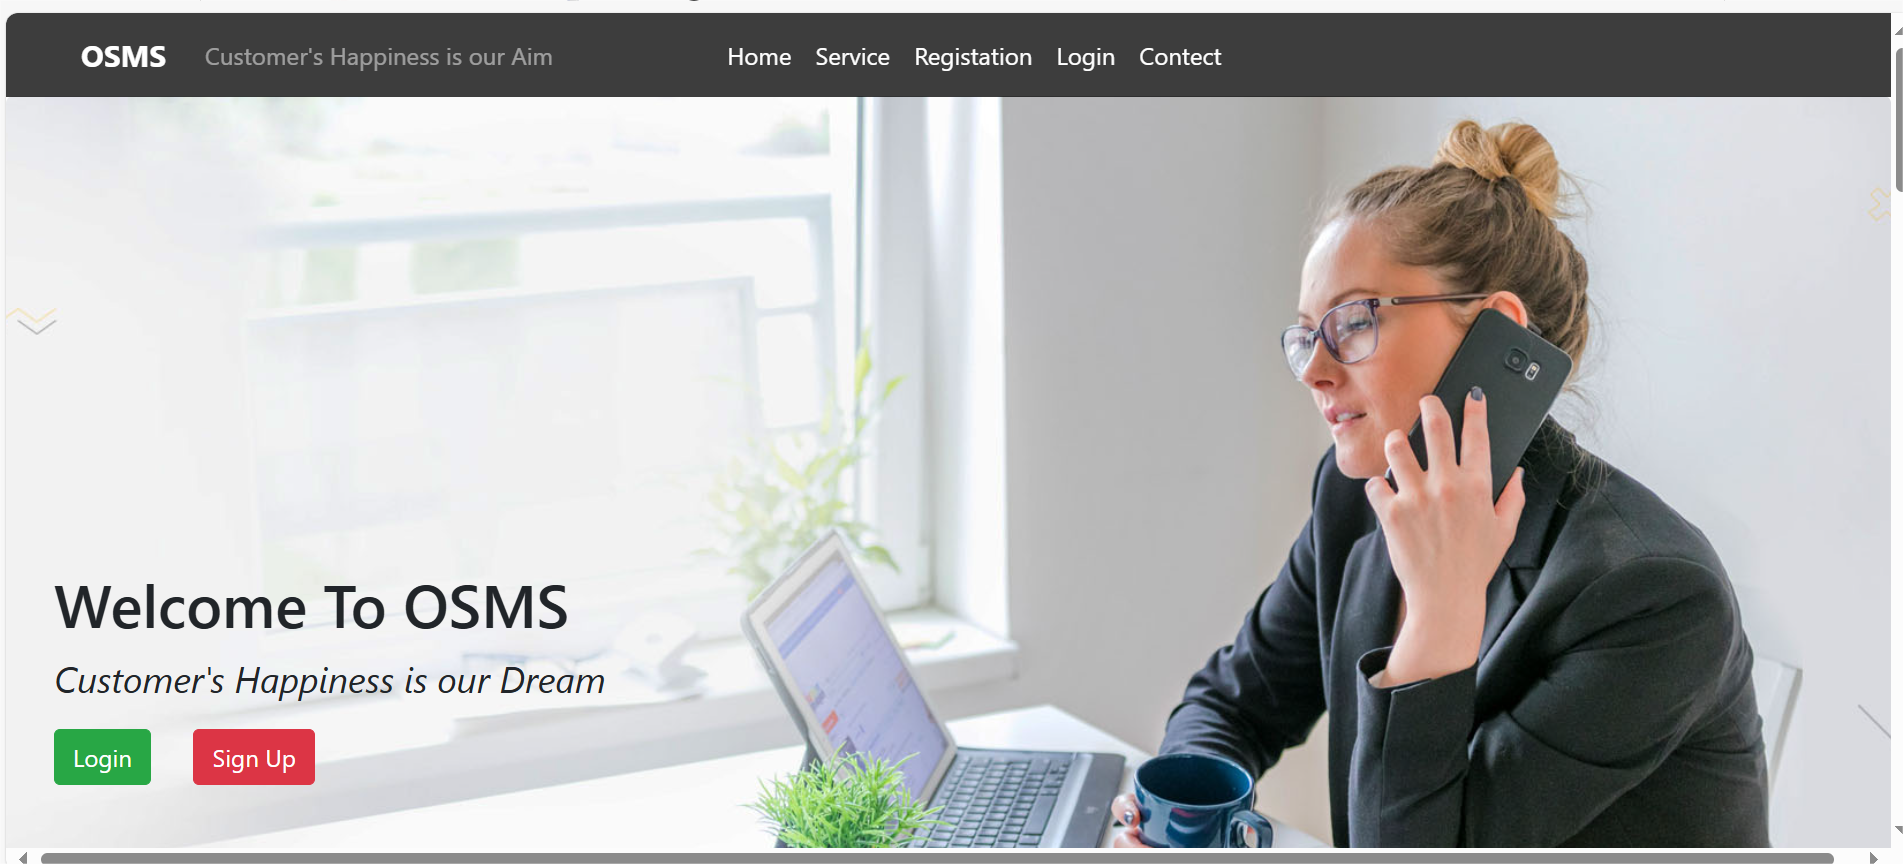 OSMS Customer's Happiness is our Aim Home Service Registation Login Contect
Welcome To OSMS
Customer's Happiness is our Dream
Login Sign Up